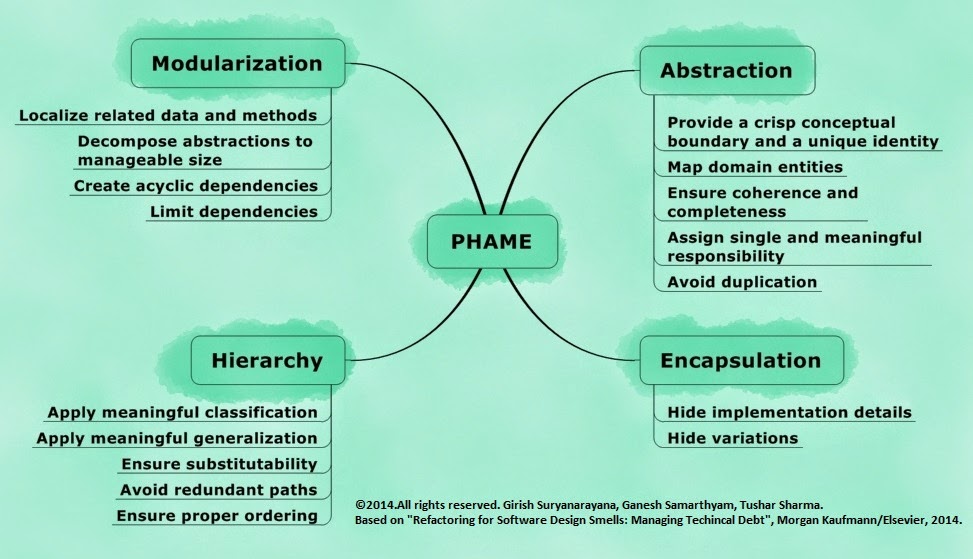 Modularization
Localize related data and methods
Decompose abstractions to
manageable size
Create acyclic dependencies
Limit dependencies
Abstraction
Provide a crisp conceptual
boundary and a unique identity
Map domain entities
Ensure coherence and
completeness
Assign single and meaningful
responsibility
Avoid duplication
PHAME
Hierarchy
Apply meaningful classification
Apply meaningful generalization
Ensure substitutability
Avoid redundant paths
Ensure proper ordering
Encapsulation
Hide implementation details
Hide variations
©2014.All rights reserved. Girish Suryanarayana, Ganesh Samarthyam, Tushar Sharma.
Based on "Refactoring for Software Design Smells: Managing Techincal Debt", Morgan Kaufmann/Elsevier, 2014.